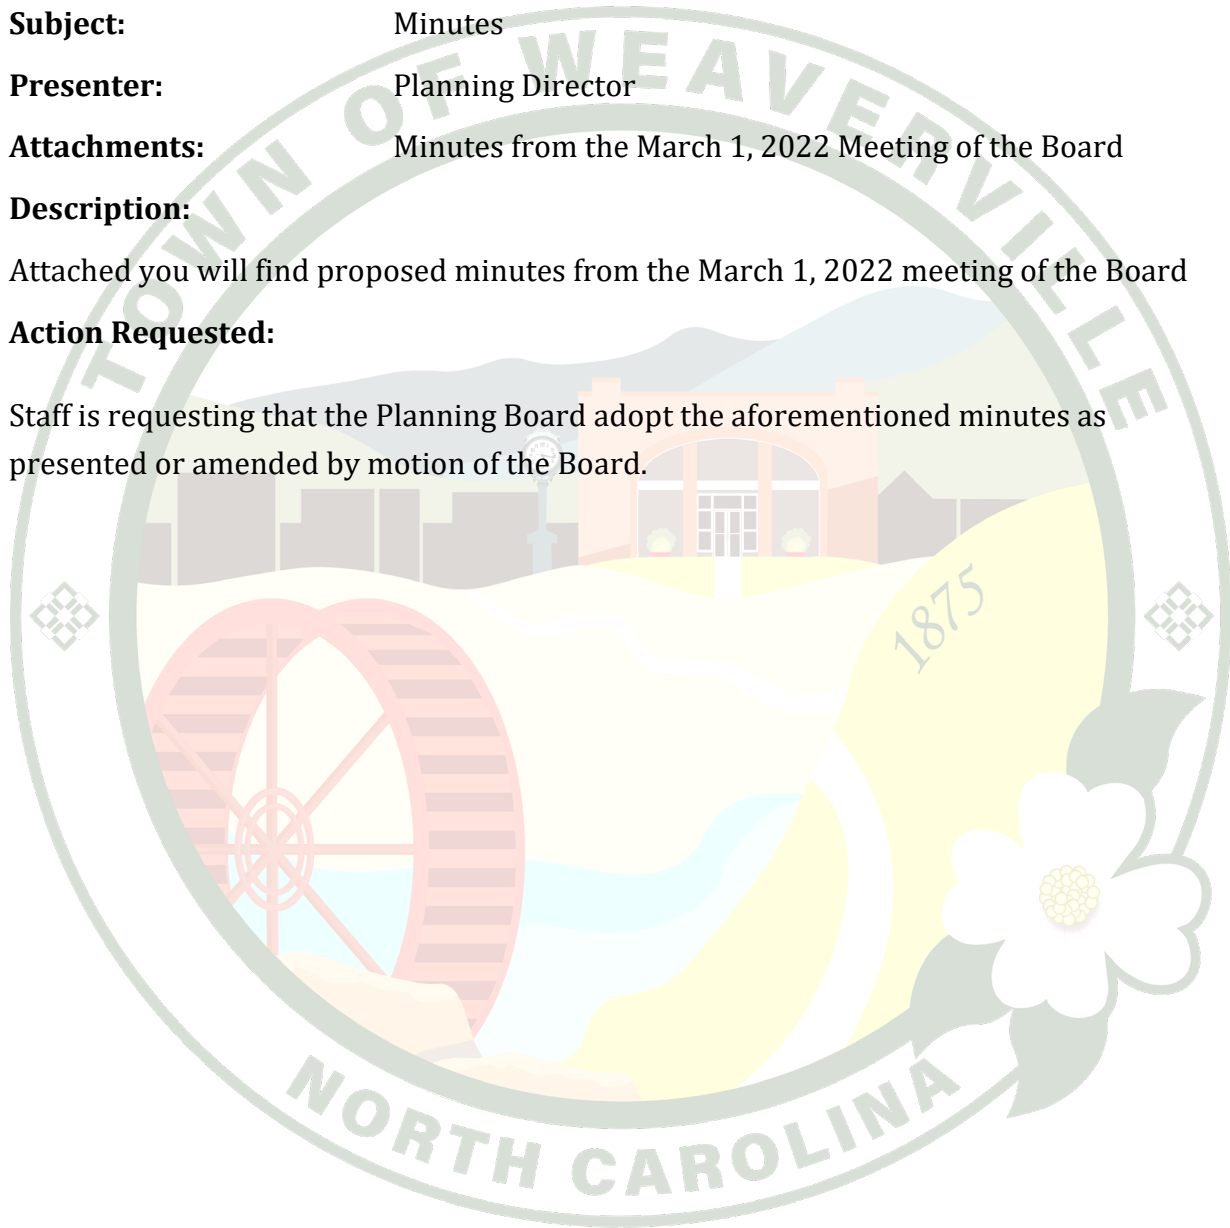 Subject: Minutes
Presenter: Planning Director
Attachments: Minutes from the March 1, 2022 Meeting of the Board
Description:
Attached you will find proposed minutes from the March 1, 2022 meeting of the Board
Action Requested:
Staff is requesting that the Planning Board adopt the aforementioned minutes as
presented or amended by motion of the Board.
TOWN OF WEAVERVILLE
1875
NORTH CAROLINA